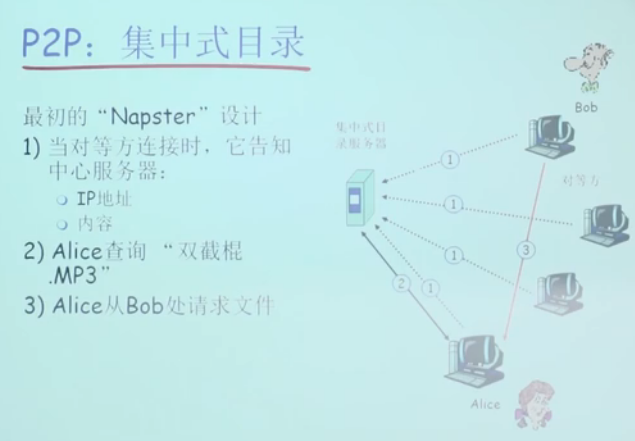 P2P：集中式目录
最初的“Napster”设计
1) 当对等方连接时，它告知
中心服务器：
IP地址
内容
2) Alice查询 “双截棍
.MP3”
3) Alice从Bob处请求文件
集中式目
录服务器
Bob
对等方
1
1
3
1
2
1
Alice